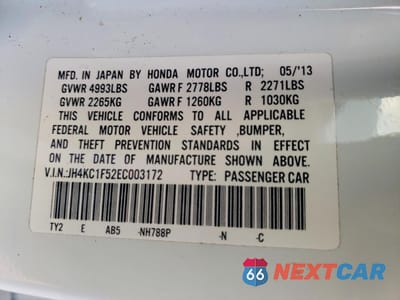 MFD. IN JAPAN BY HONDA MOTOR CO.,LTD. 05/'13
GVWR 4993LBS GAWR F 2778LBS R 2271LBS
GVWR 2265KG GAWR F 1260KG R 1030KG
THIS VEHICLE CONFORMS TO ALL APPLICABLE
FEDERAL MOTOR VEHICLE SAFETY ,BUMPER,
AND THEFT PREVENTION STANDARDS IN EFFECT
ON THE DATE OF MANUFACTURE SHOWN ABOVE.
V.I.N.:JH4KC1F52EC003172 TYPE: PASSENGER CAR
TY2 E AB5 -NH788P -N -C
66 NEXTCAR